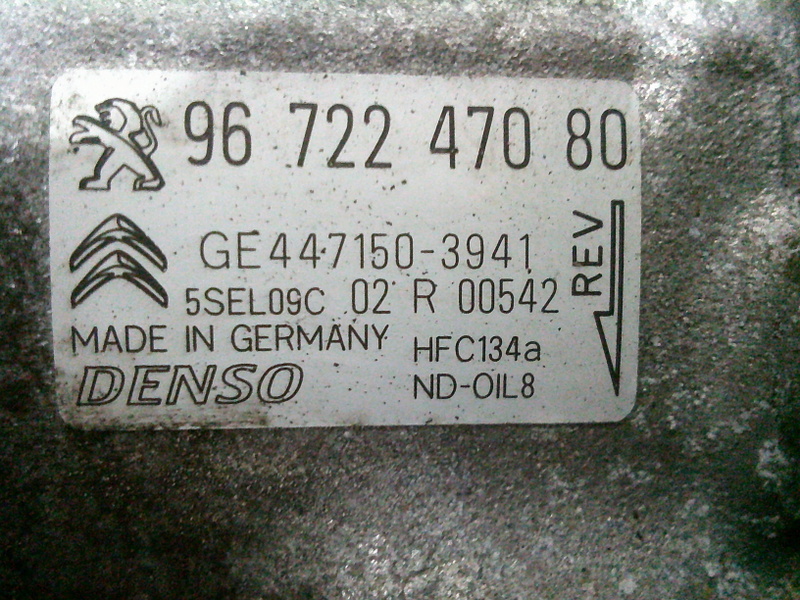 96 722 470 80
GE447150-3941
5SEL09C 02 R 00542
REV
MADE IN GERMANY
HFC134a
DENSO
ND-OIL8